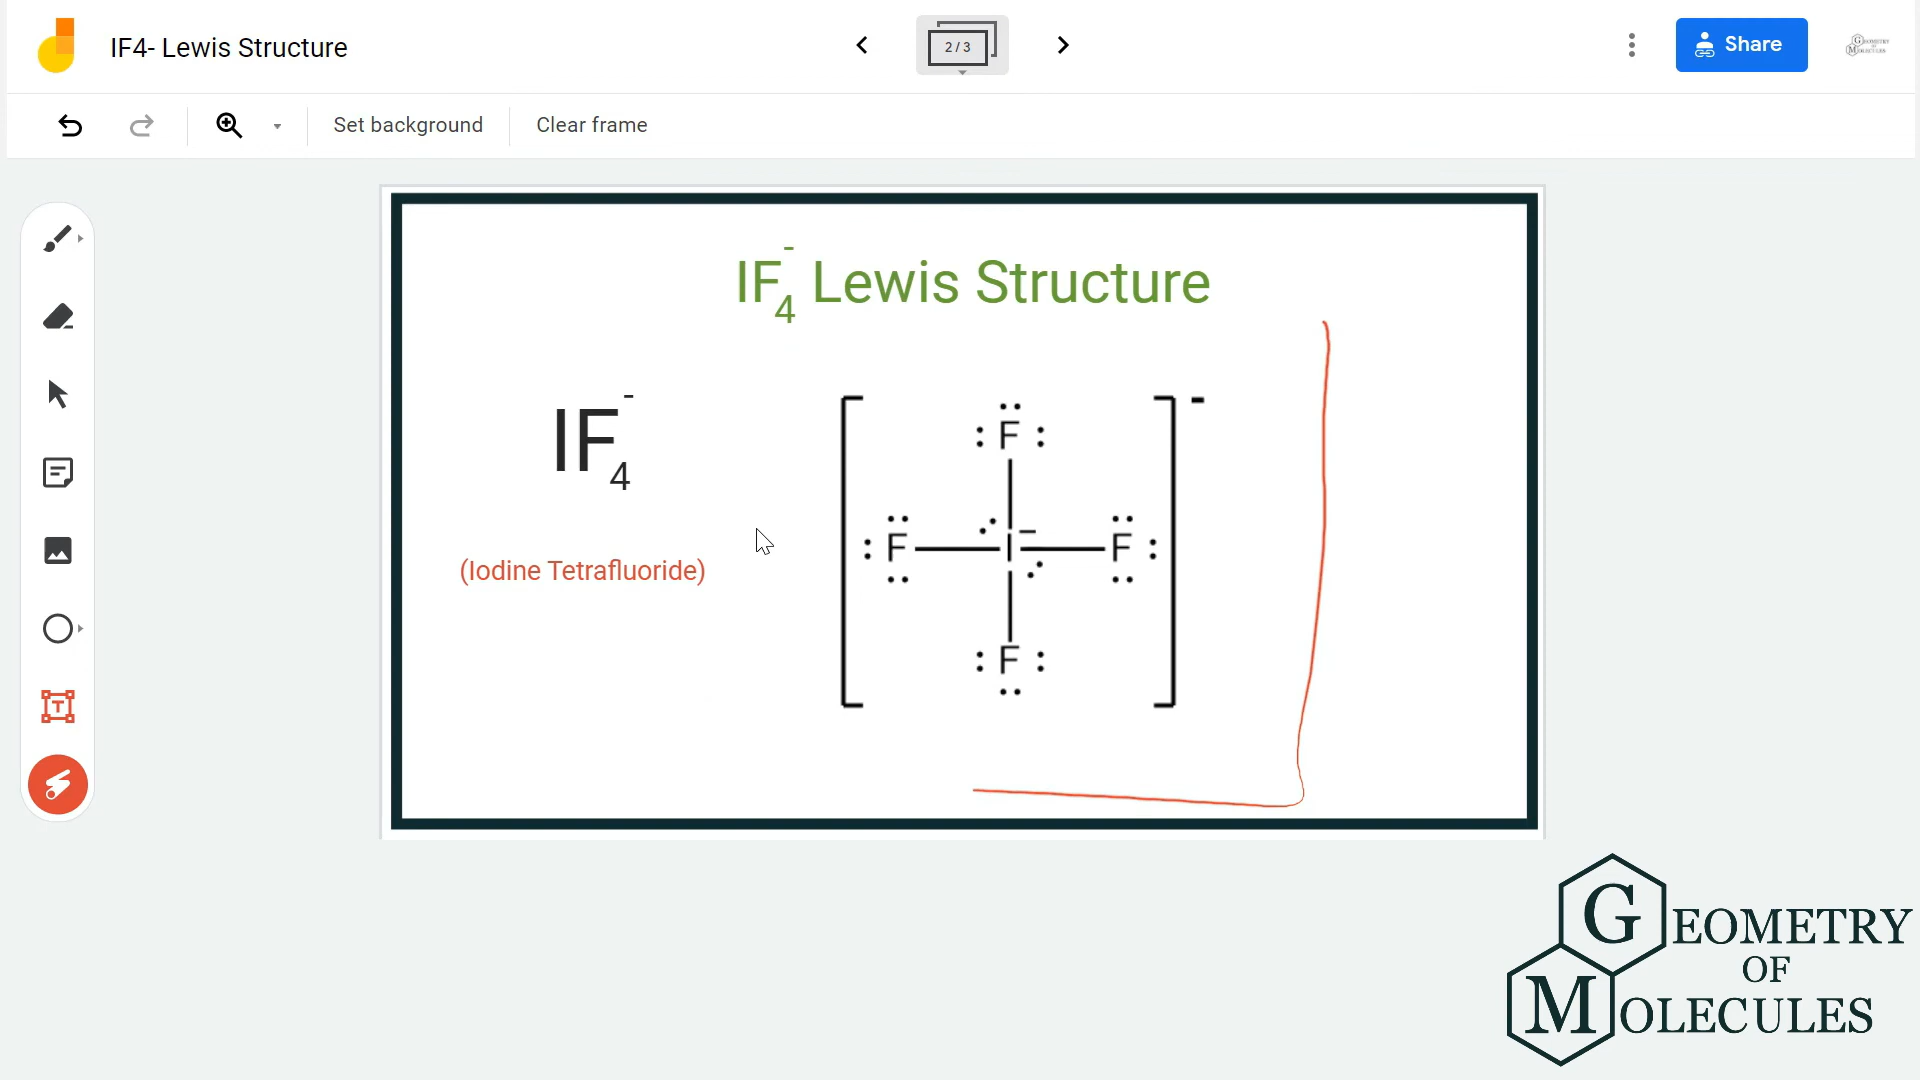 IF4- Lewis Structure
2 / 3
Share
Set background
Clear frame
IF₄⁻ Lewis Structure
IF₄⁻
(Iodine Tetrafluoride)
-
F
F I F
F
GEOMETRY
OF
MOLECULES